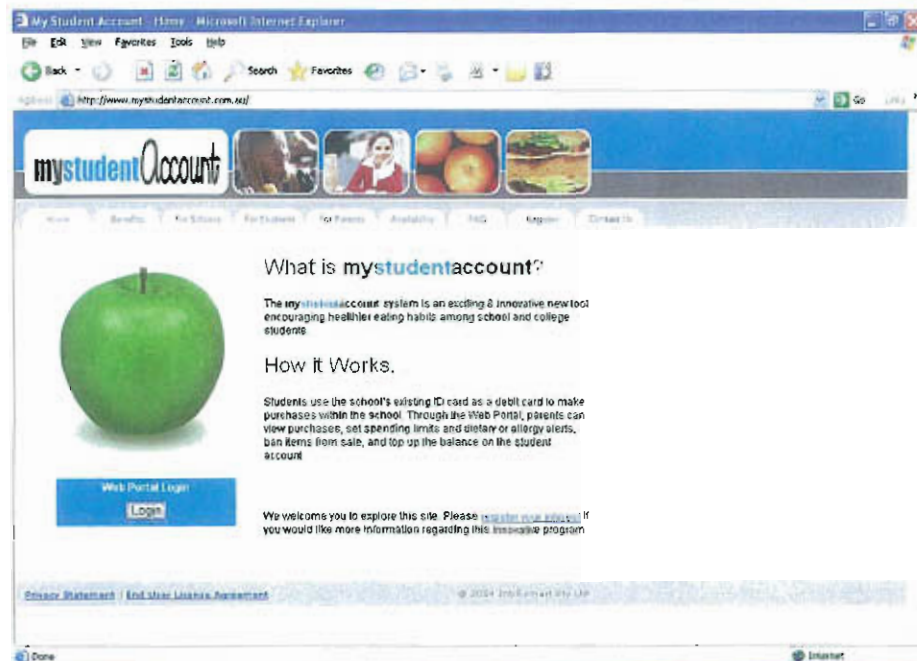 My Student Account - Home - Microsoft Internet Explorer
File Edit View Favorites Tools Help
Back Search Favorites
Address http://www.mystudentaccount.com.au/ Go Links
mystudentaccount
Home Benefits For Schools For Students For Parents Availability FAQ Register Contact Us
What is mystudentaccount?
The mystudentaccount system is an exciting & innovative new tool
encouraging healthier eating habits among school and college
students
How it Works.
Students use the school's existing ID card as a debit card to make
purchases within the school. Through the Web Portal, parents can
view purchases, set spending limits and dietary or allergy alerts,
ban items from sale, and top up the balance on the student
account
Web Portal Login
Login
We welcome you to explore this site. Please register your interest if
you would like more information regarding this innovative program
Privacy Statement | End User License Agreement
Done Internet